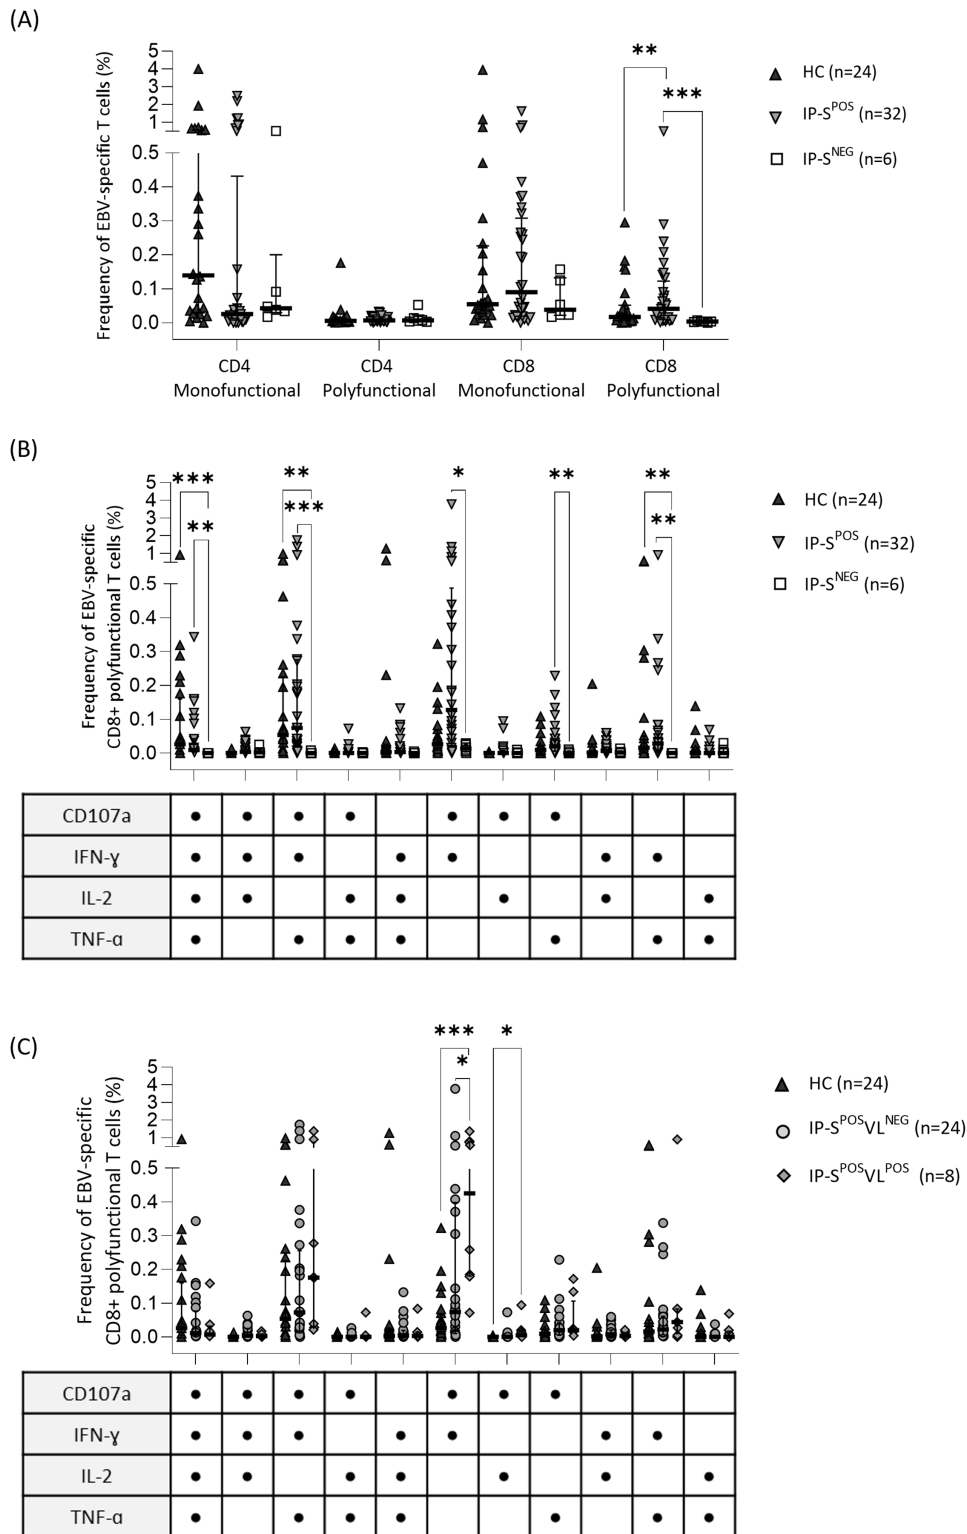 (A)
Frequency of EBV-specific T cells (%)
5
4
3
2
1
0.5
0.4
0.3
0.2
0.1
0.0
**
***
HC (n=24)
IP-S^POS (n=32)
IP-S^NEG (n=6)
CD4
Monofunctional
CD4
Polyfunctional
CD8
Monofunctional
CD8
Polyfunctional
(B)
Frequency of EBV-specific
CD8+ polyfunctional T cells (%)
5
4
3
2
1
0.5
0.4
0.3
0.2
0.1
0.0
***
**
**
***
*
**
**
**
HC (n=24)
IP-S^POS (n=32)
IP-S^NEG (n=6)
CD107a
IFN-ɣ
IL-2
TNF-α
(C)
Frequency of EBV-specific
CD8+ polyfunctional T cells (%)
5
4
3
2
1
0.5
0.4
0.3
0.2
0.1
0.0
***
*
*
HC (n=24)
IP-S^POSVL^NEG (n=24)
IP-S^POSVL^POS (n=8)
CD107a
IFN-ɣ
IL-2
TNF-α